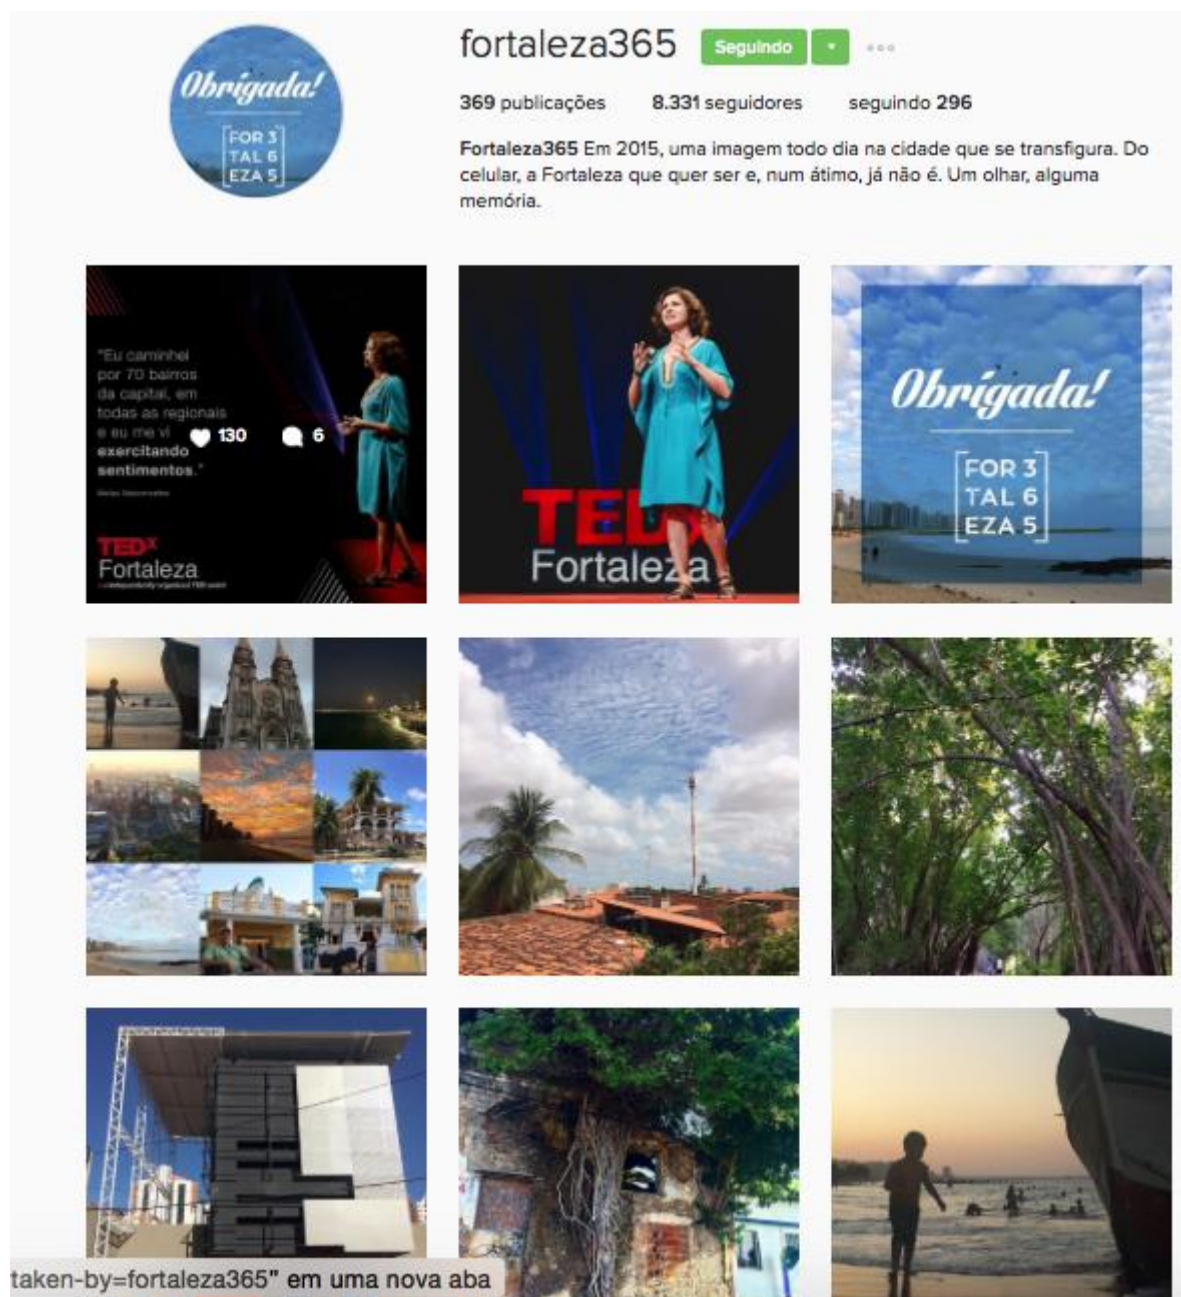 Obrigada!
FOR 3
TAL 6
EZA 5
fortaleza365 Seguindo
369 publicações 8.331 seguidores seguindo 296
Fortaleza365 Em 2015, uma imagem todo dia na cidade que se transfigura. Do
celular, a Fortaleza que quer ser e, num átimo, já não é. Um olhar, alguma
memória.
"Eu caminhei
por 70 bairros
da capital, em
todas as regionais
e eu me vi
exercitando
sentimentos."
130 6
TEDx
Fortaleza
TEDx
Fortaleza
Obrigada!
FOR 3
TAL 6
EZA 5
taken-by=fortaleza365" em uma nova aba